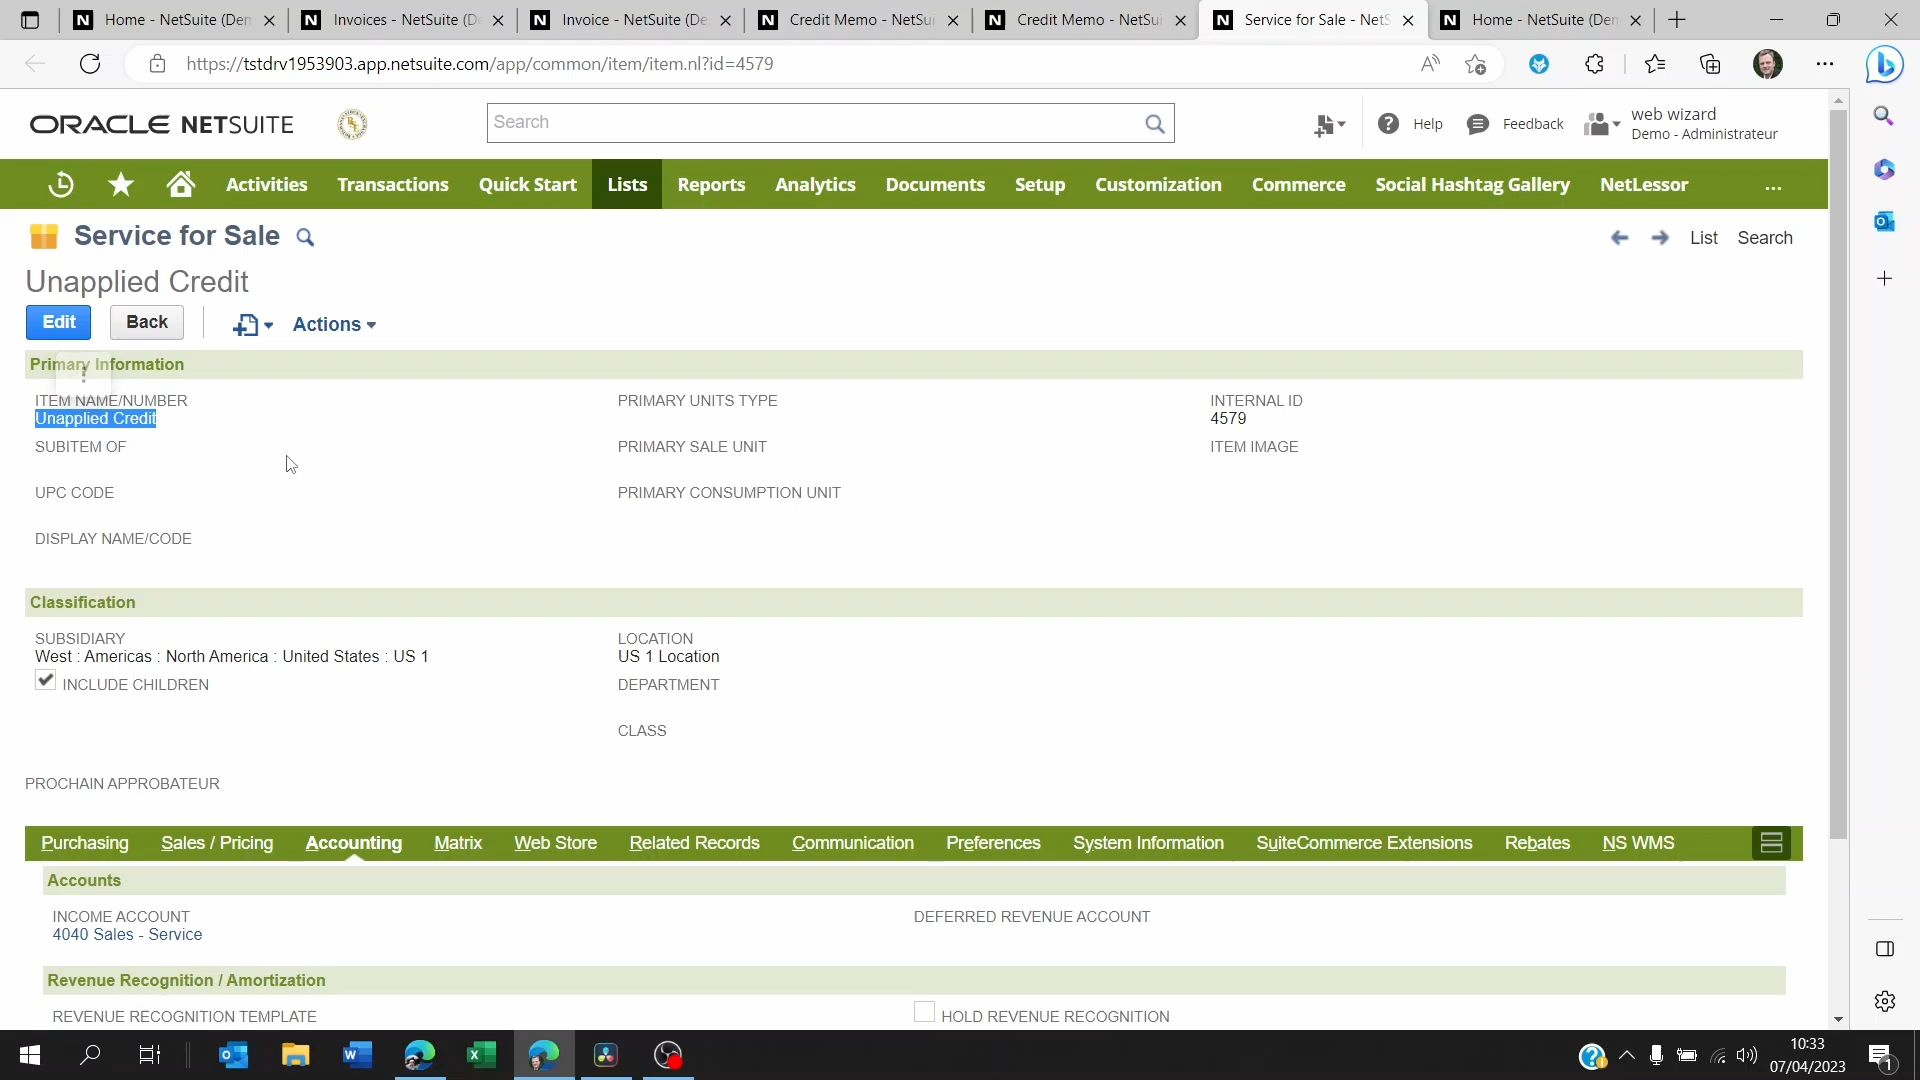 Home - NetSuite (Den
Invoices - NetSuite (D
Invoice - NetSuite (De
Credit Memo - NetSui
Credit Memo - NetSui
Service for Sale - NetS
Home - NetSuite (Den
https://tstdrv1953903.app.netsuite.com/app/common/item/item.nl?id=4579
ORACLE NETSUITE
Search
Help
Feedback
web wizard
Demo - Administrateur
Activities
Transactions
Quick Start
Lists
Reports
Analytics
Documents
Setup
Customization
Commerce
Social Hashtag Gallery
NetLessor
...
Service for Sale
List
Search
Unapplied Credit
Edit
Back
Actions
Primary Information
ITEM NAME/NUMBER
Unapplied Credit
SUBITEM OF
UPC CODE
DISPLAY NAME/CODE
PRIMARY UNITS TYPE
PRIMARY SALE UNIT
PRIMARY CONSUMPTION UNIT
INTERNAL ID
4579
ITEM IMAGE
Classification
SUBSIDIARY
West : Americas : North America : United States : US 1
INCLUDE CHILDREN
LOCATION
US 1 Location
DEPARTMENT
CLASS
PROCHAIN APPROBATEUR
Purchasing
Sales / Pricing
Accounting
Matrix
Web Store
Related Records
Communication
Preferences
System Information
SuiteCommerce Extensions
Rebates
NS WMS
Accounts
INCOME ACCOUNT
4040 Sales - Service
DEFERRED REVENUE ACCOUNT
Revenue Recognition / Amortization
REVENUE RECOGNITION TEMPLATE
HOLD REVENUE RECOGNITION
10:33
07/04/2023
1